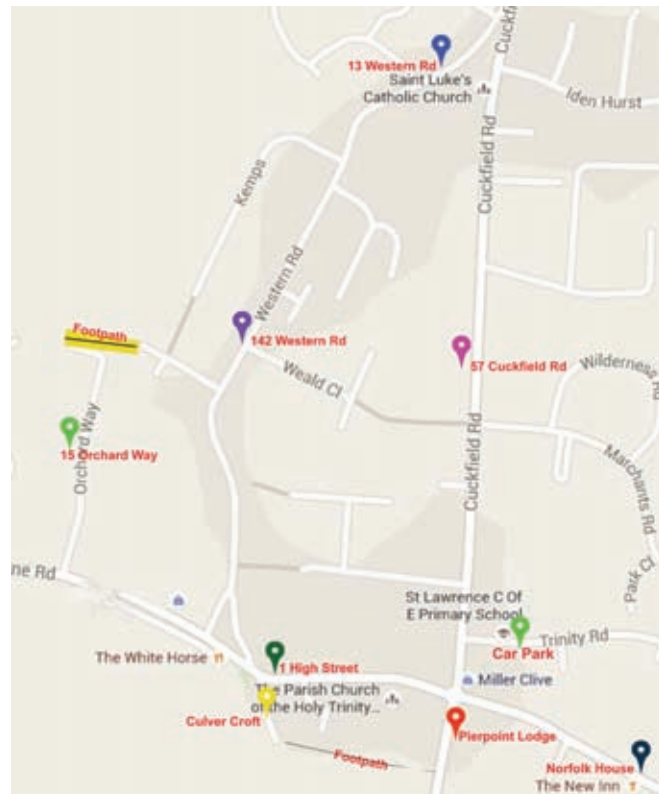 Cuckfi
13 Western Rd
Saint Luke's
Catholic Church
Iden Hurst
Cuckfield Rd
Kemps
Western Rd
Footpath
142 Western Rd
57 Cuckfield Rd
Wilderness Rd
Weald Cl
15 Orchard Way
Orchard Way
Cuckfield Rd
Marchants Rd
ne Rd
Park Cl
St Lawrence C Of
E Primary School
Trinity Rd
Car Park
The White Horse
1 High Street
The Parish Church
of the Holy Trinity...
Miller Clive
Culver Croft
Pierpoint Lodge
Footpath
Norfolk House
The New Inn